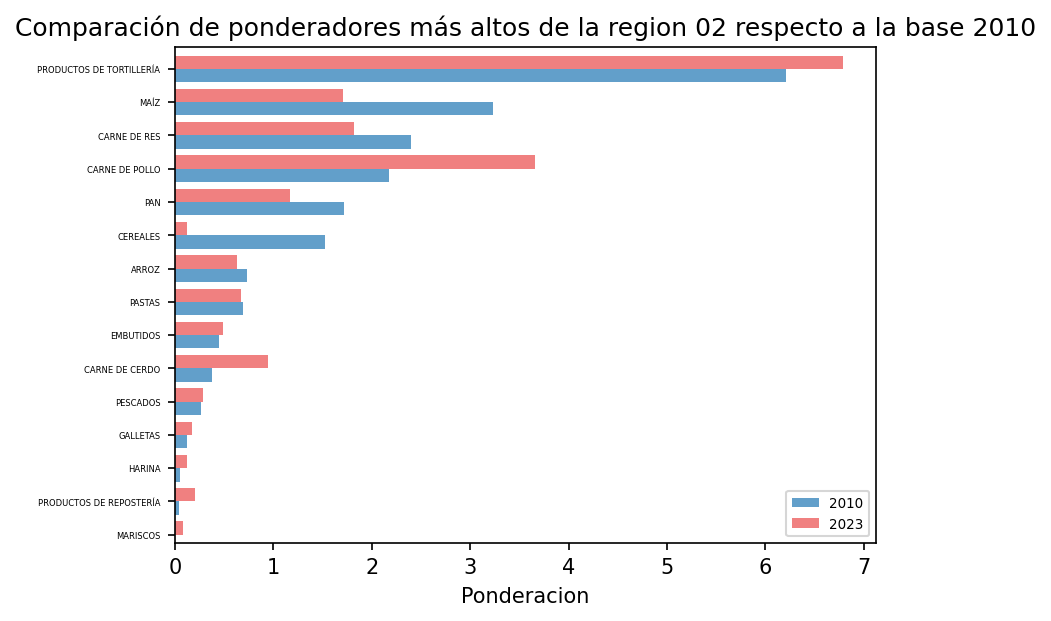 Comparación de ponderadores más altos de la region 02 respecto a la base 2010
PRODUCTOS DE TORTILLERÍA
MAÍZ
CARNE DE RES
CARNE DE POLLO
PAN
CEREALES
ARROZ
PASTAS
EMBUTIDOS
CARNE DE CERDO
PESCADOS
GALLETAS
HARINA
PRODUCTOS DE REPOSTERÍA
MARISCOS
2010
2023
0 1 2 3 4 5 6 7
Ponderacion